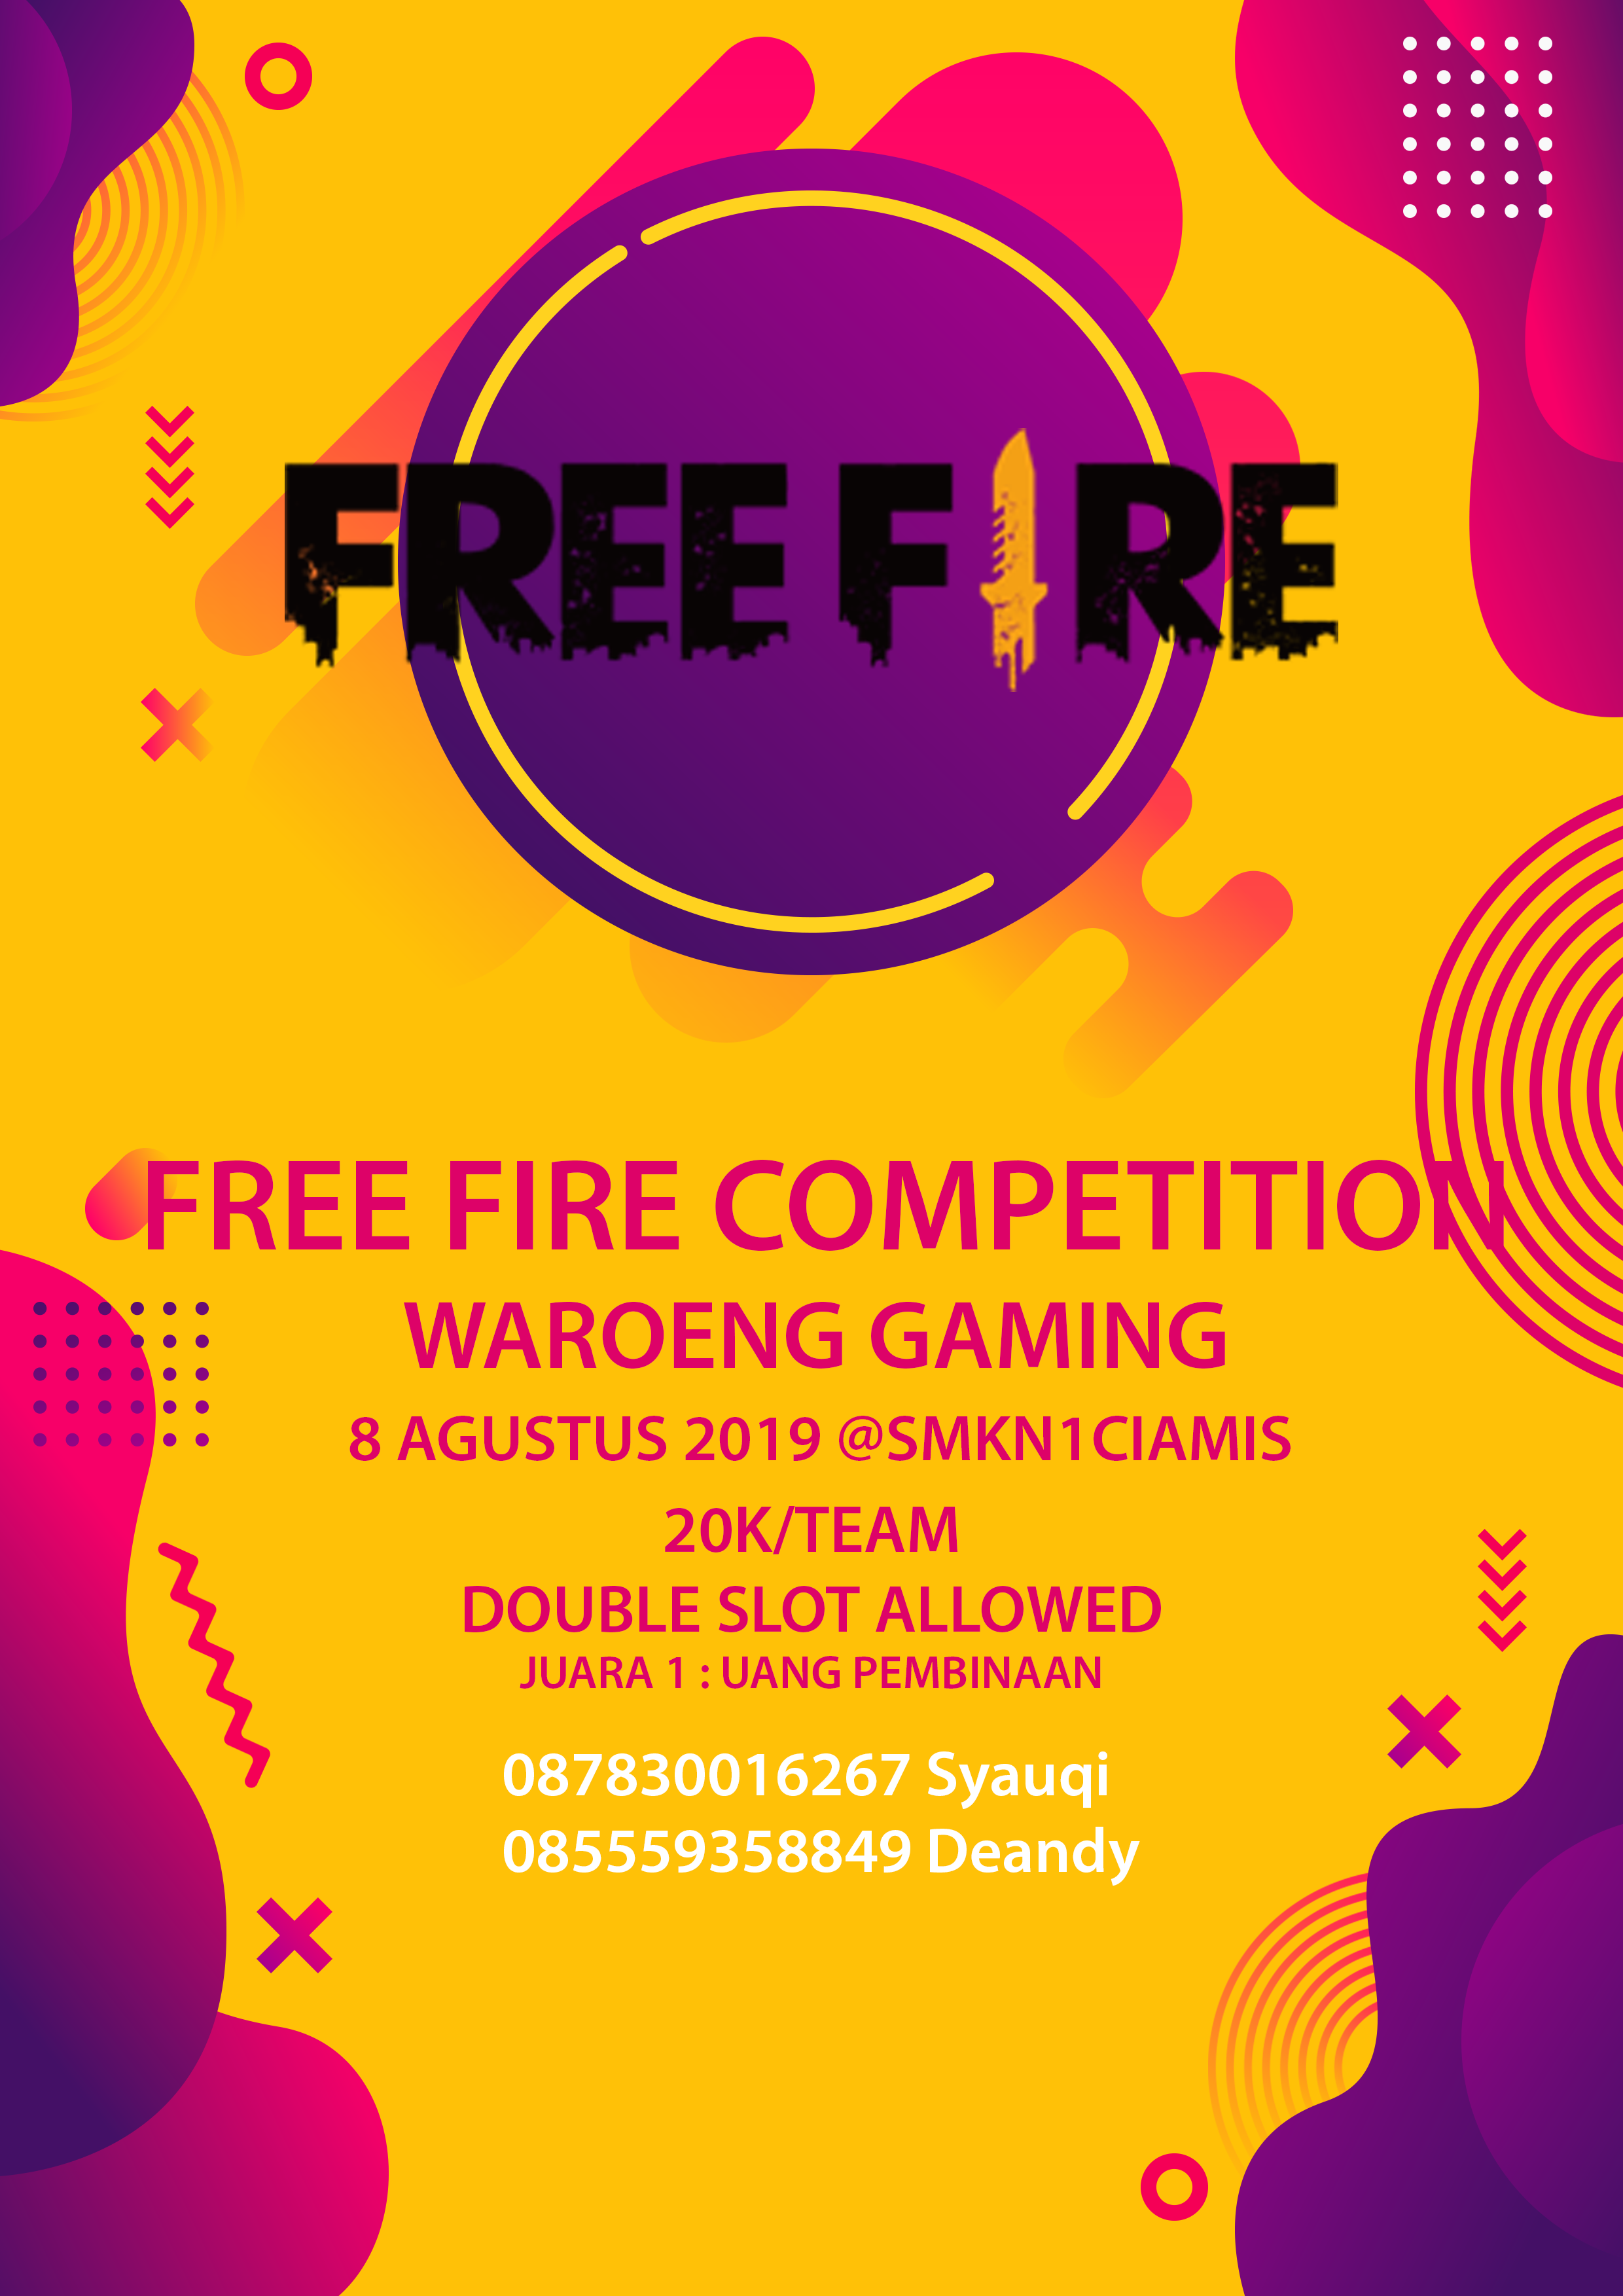 FREE FIRE
FREE FIRE COMPETITION
WAROENG GAMING
8 AGUSTUS 2019 @SMKN1CIAMIS
20K/TEAM
DOUBLE SLOT ALLOWED
JUARA 1 : UANG PEMBINAAN
087830016267 Syauqi
085559358849 Deandy